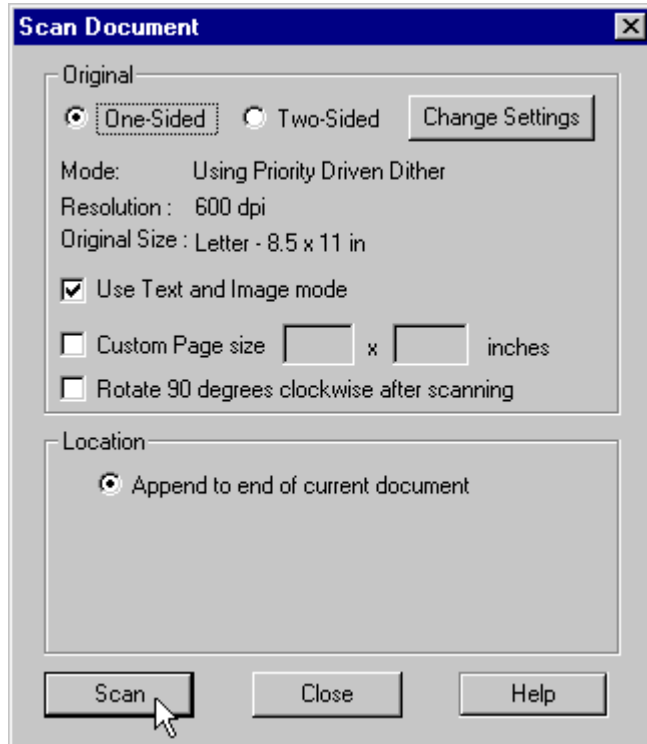 Scan Document
Original
One-Sided Two-Sided Change Settings
Mode: Using Priority Driven Dither
Resolution : 600 dpi
Original Size : Letter - 8.5 x 11 in
Use Text and Image mode
Custom Page size x inches
Rotate 90 degrees clockwise after scanning
Location
Append to end of current document
Scan Close Help